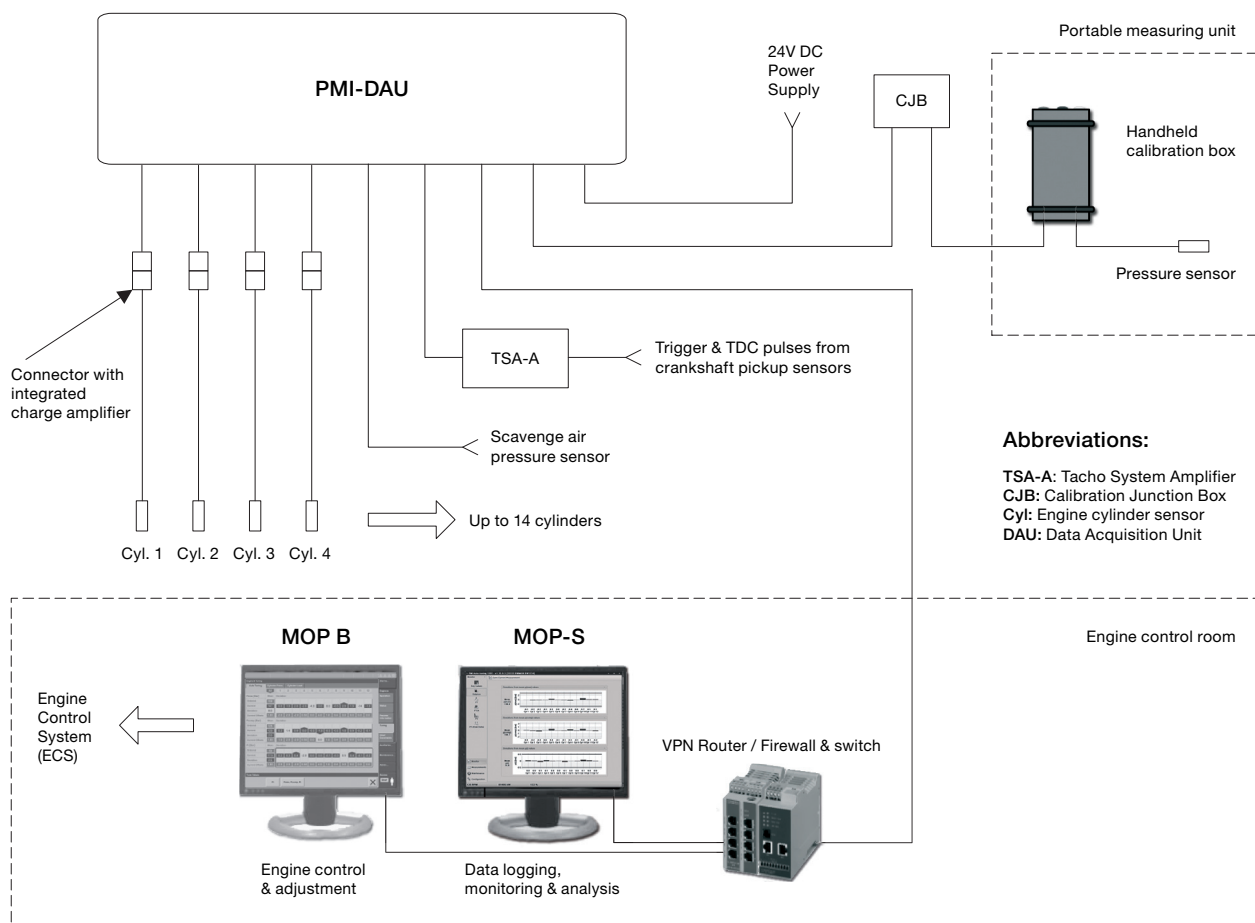 Portable measuring unit
24V DC
Power
Supply
PMI-DAU
CJB
Handheld
calibration box
Pressure sensor
TSA-A
Trigger & TDC pulses from
crankshaft pickup sensors
Connector with
integrated
charge amplifier
Scavenge air
pressure sensor
Abbreviations:
TSA-A: Tacho System Amplifier
CJB: Calibration Junction Box
Cyl: Engine cylinder sensor
DAU: Data Acquisition Unit
Up to 14 cylinders
Cyl. 1 Cyl. 2 Cyl. 3 Cyl. 4
MOP B
MOP-S
Engine control room
Engine
Control
System
(ECS)
VPN Router / Firewall & switch
Engine control
& adjustment
Data logging,
monitoring & analysis